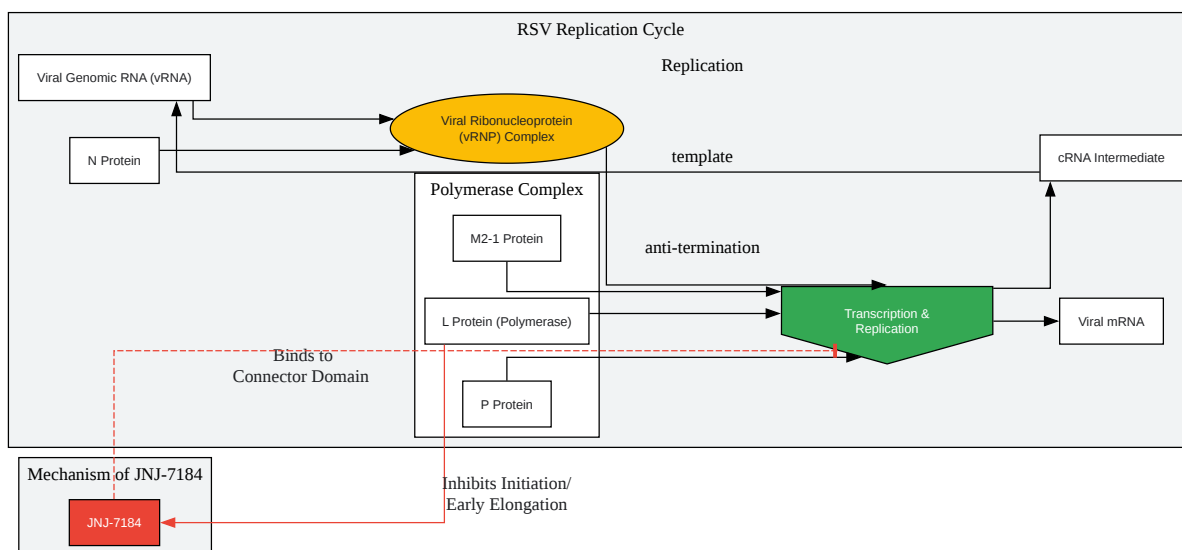 RSV Replication Cycle
Replication
Viral Genomic RNA (vRNA)
Viral Ribonucleoprotein
(vRNP) Complex
N Protein
template
cRNA Intermediate
Polymerase Complex
M2-1 Protein
anti-termination
L Protein (Polymerase)
Transcription &
Replication
Viral mRNA
Binds to
Connector Domain
P Protein
Mechanism of JNJ-7184
Inhibits Initiation/
Early Elongation
JNJ-7184